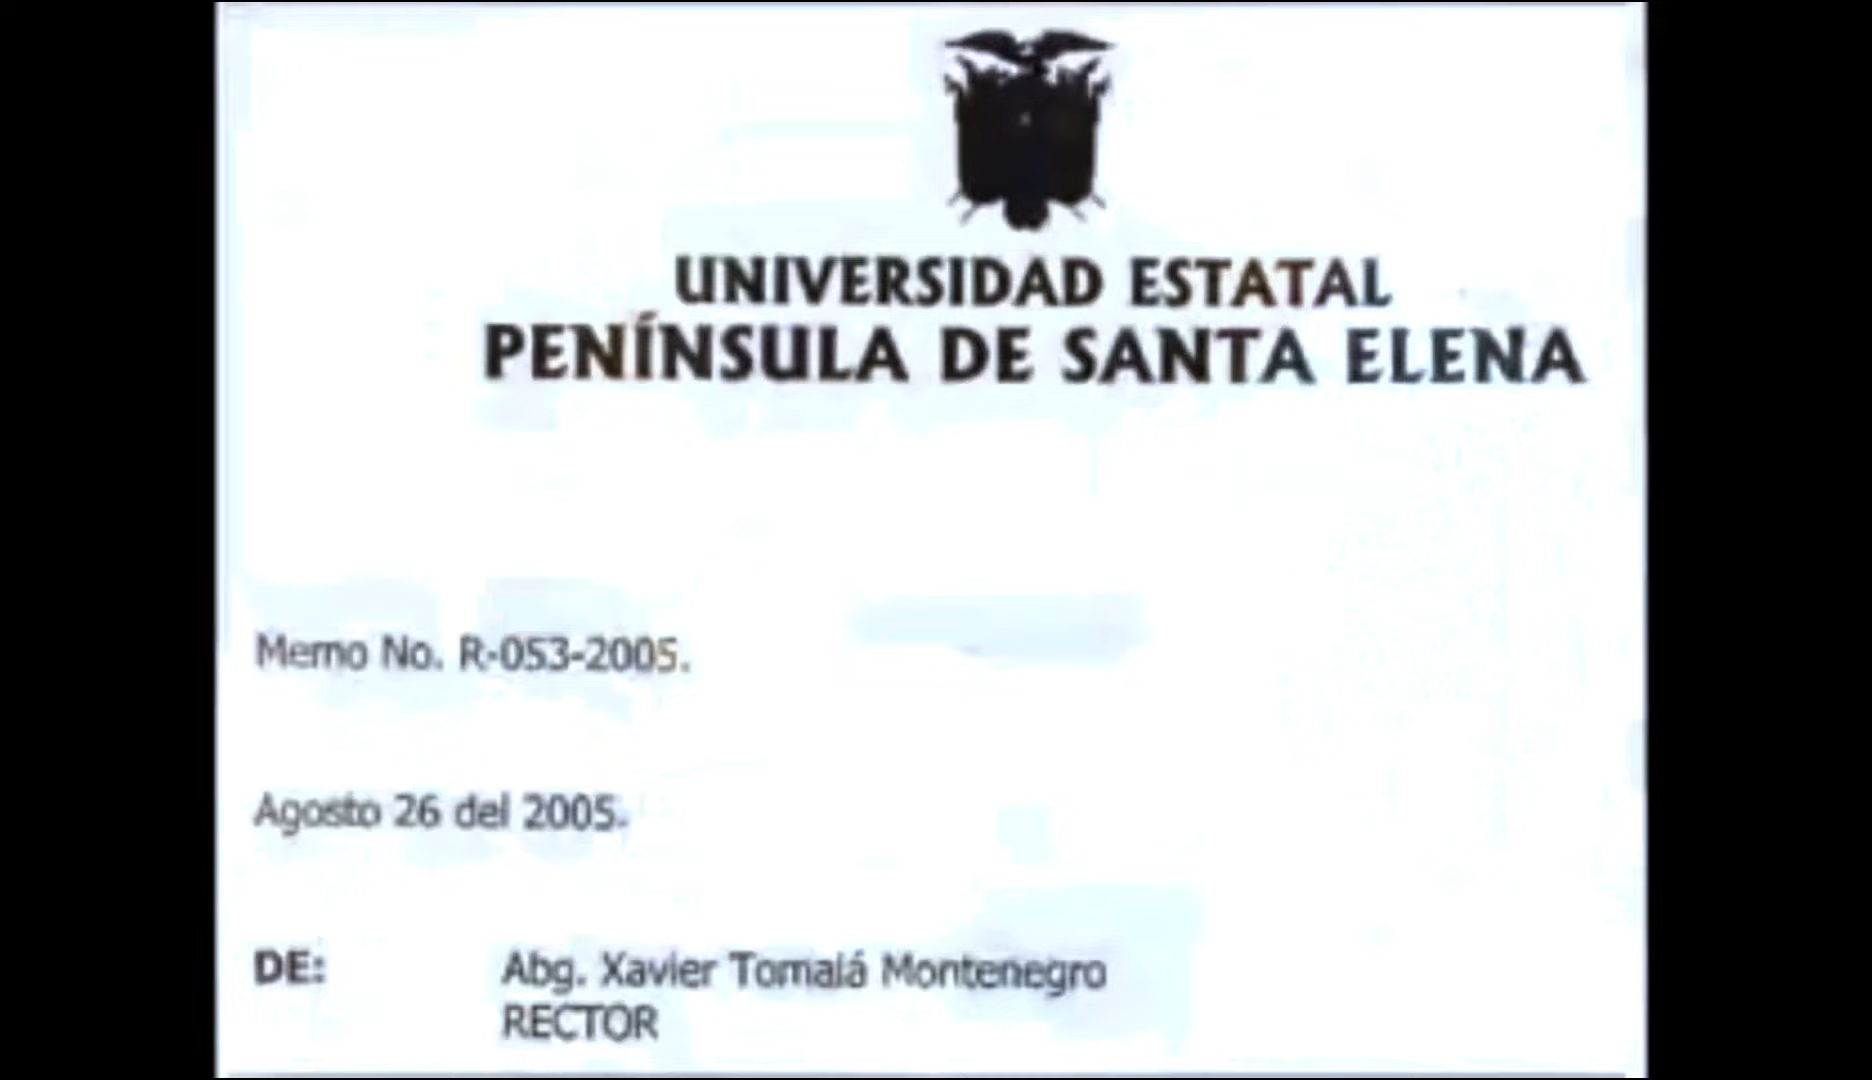 UNIVERSIDAD ESTATAL
PENÍNSULA DE SANTA ELENA
Memo No. R-053-2005.
Agosto 26 del 2005.
DE: Abg. Xavier Tomalá Montenegro
RECTOR